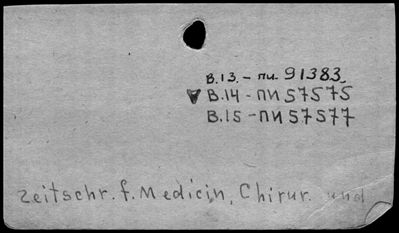 B.13. - пи. 91383.
B.14 - ПИ 57575
B.15 - ПИ 57577
Zeitschr. f. Medicin, Chirur. und